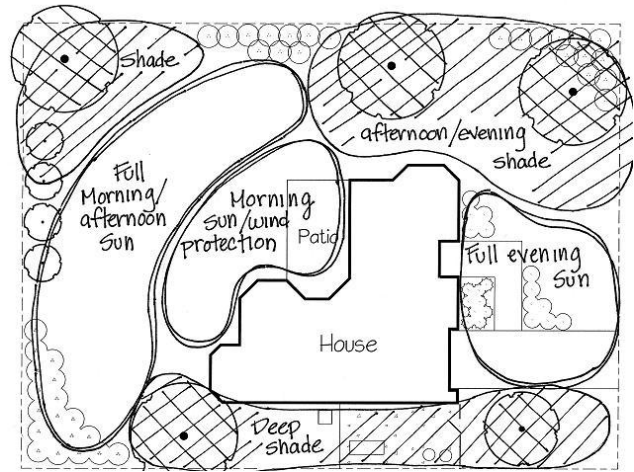 Shade
afternoon/evening
shade
Full
Morning/
afternoon
Sun
Morning
Sun/wind
protection
Patio
Full evening
Sun
House
Deep
shade